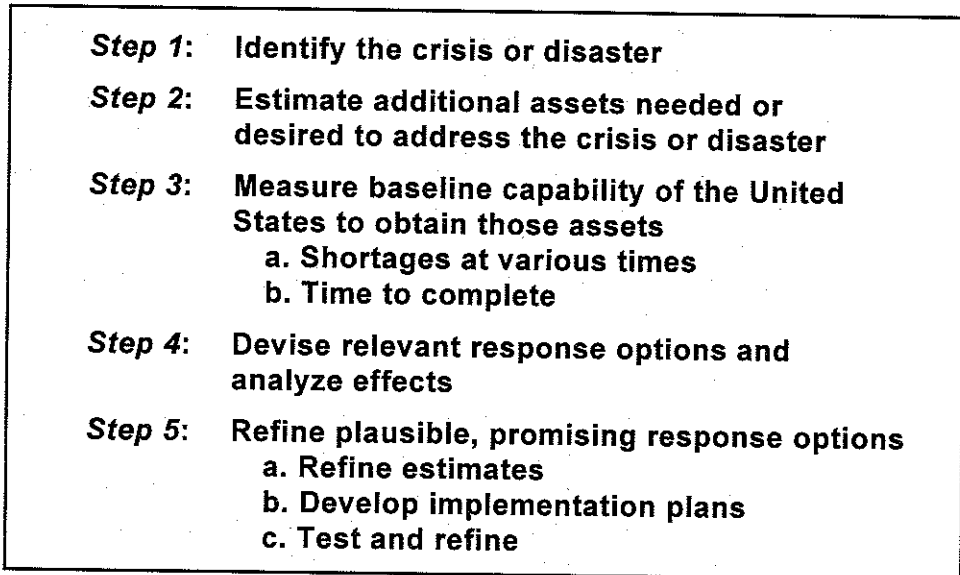 Step 1: Identify the crisis or disaster
Step 2: Estimate additional assets needed or
desired to address the crisis or disaster
Step 3: Measure baseline capability of the United
States to obtain those assets
a. Shortages at various times
b. Time to complete
Step 4: Devise relevant response options and
analyze effects
Step 5: Refine plausible, promising response options
a. Refine estimates
b. Develop implementation plans
c. Test and refine